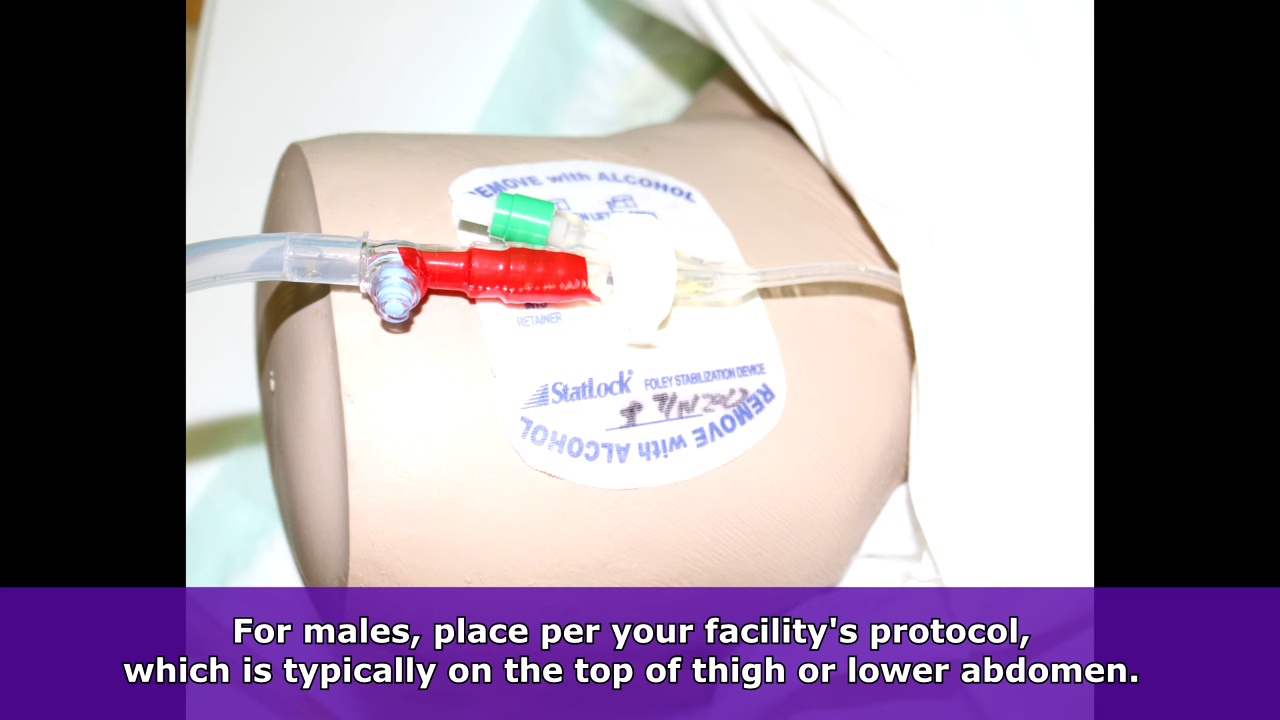 REMOVE with ALCOHOL
RETAINER
StatLock® FOLEY STABILIZATION DEVICE
REMOVE with ALCOHOL
For males, place per your facility's protocol,
which is typically on the top of thigh or lower abdomen.